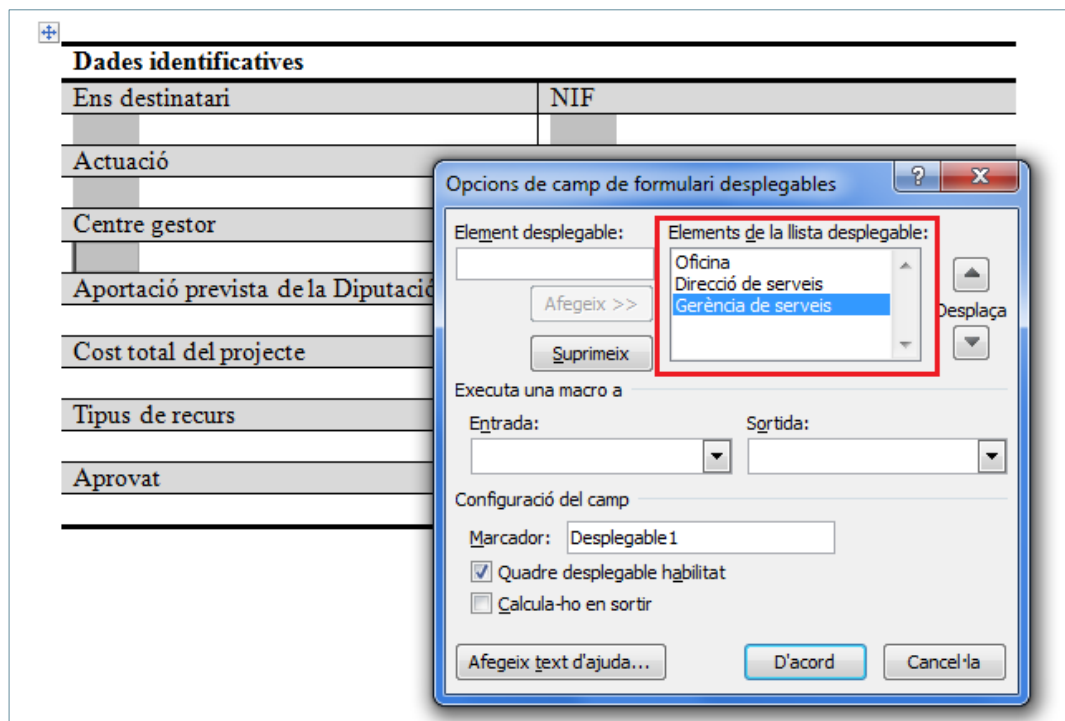 Dades identificatives
Ens destinatari NIF
Actuació
Centre gestor
Aportació prevista de la Diputació
Cost total del projecte
Tipus de recurs
Aprovat
Opcions de camp de formulari desplegables
Element desplegable: Elements de la llista desplegable:
Oficina
Direcció de serveis
Gerència de serveis
Afegeix >>
Desplaça
Suprimeix
Executa una macro a
Entrada: Sortida:
Configuració del camp
Marcador: Desplegable1
Quadre desplegable habilitat
Calcula-ho en sortir
Afegeix text d'ajuda... D'acord Cancel·la